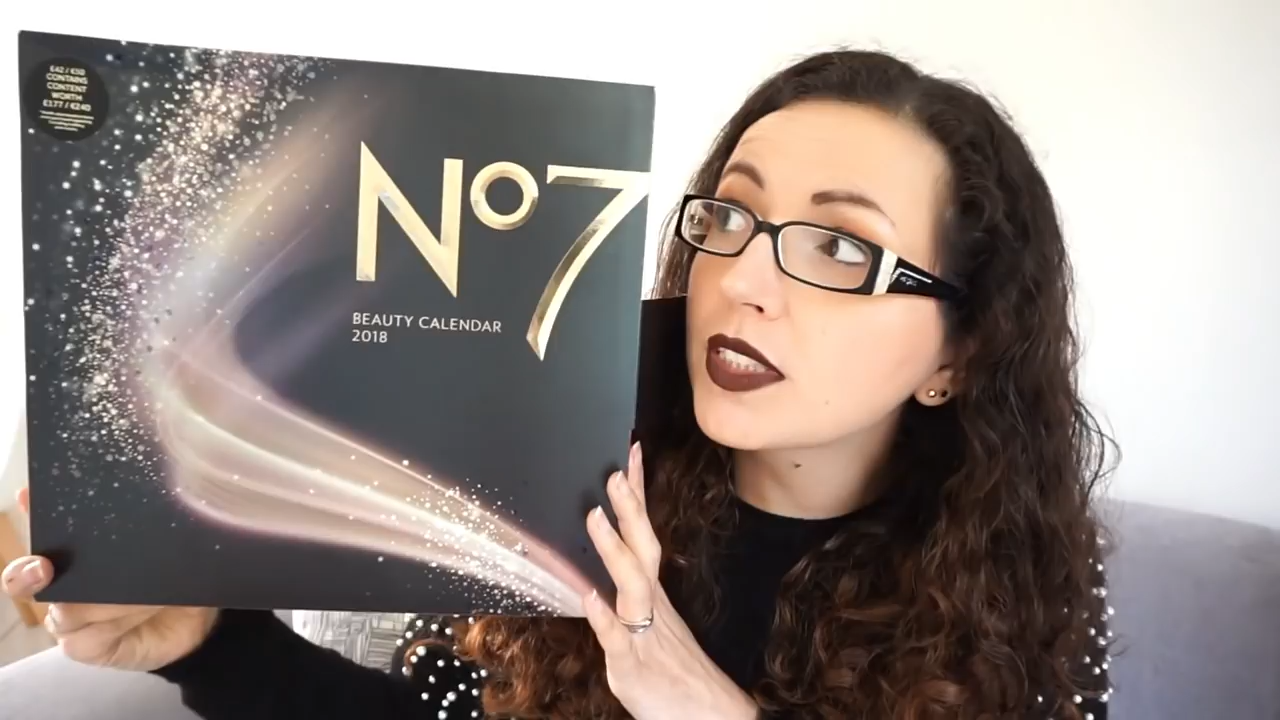 £42 / €50
CONTAINS
CONTENT
WORTH
£177 / €240
No7
BEAUTY CALENDAR
2018